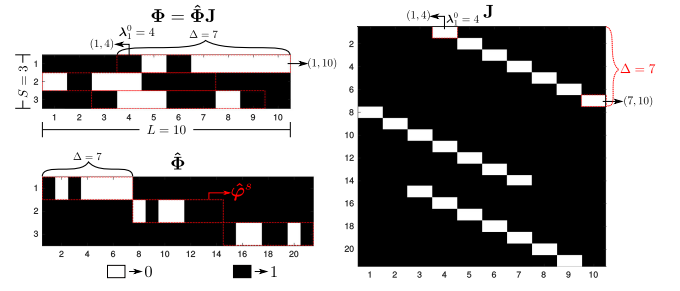 Φ = Φ̂J
(1,4) λ₁⁰ = 4 Δ = 7
S = 3
1
2
3
(1,10)
1 2 3 4 5 6 7 8 9 10
L = 10
Δ = 7 Φ̂
1
2
3
φ̂ˢ
2 4 6 8 10 12 14 16 18 20
→0 →1
J
(1,4) λ₁⁰ = 4
2
4
6
8
10
12
14
16
18
20
Δ = 7
(7,10)
1 2 3 4 5 6 7 8 9 10